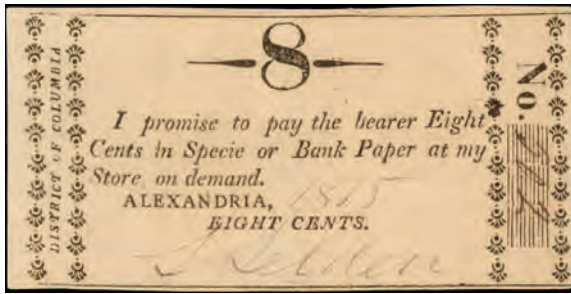 DISTRICT OF COLUMBIA
8
No.
I promise to pay the bearer Eight
Cents in Specie or Bank Paper at my
Store, on demand.
ALEXANDRIA, 1815
EIGHT CENTS.